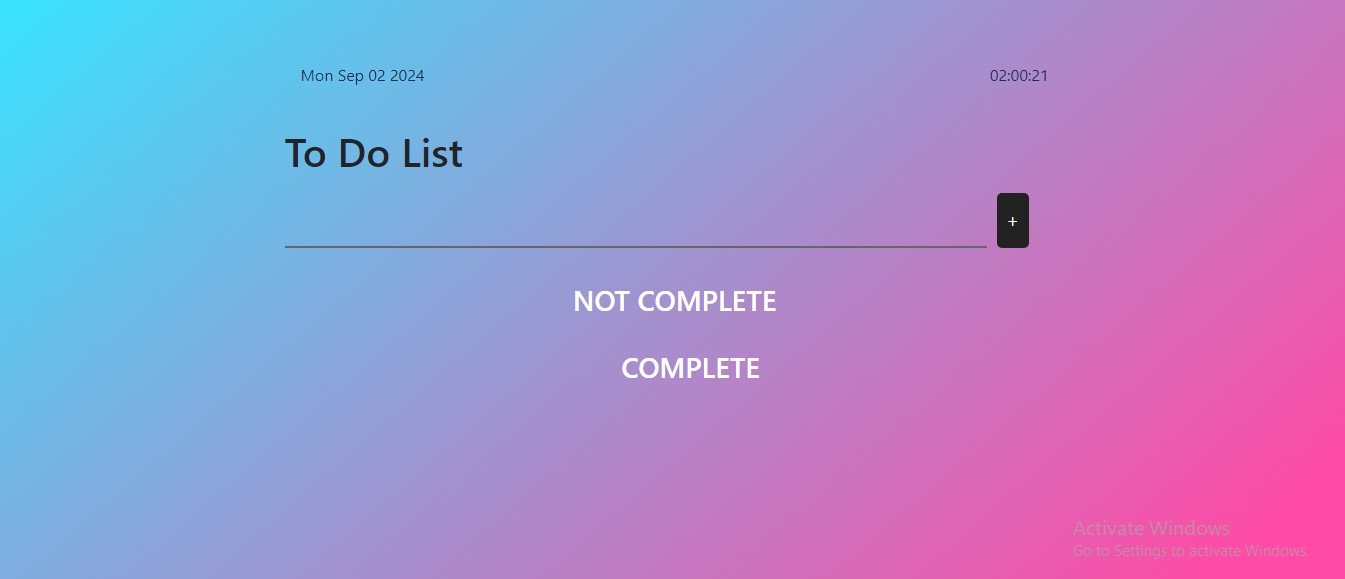 Mon Sep 02 2024 02:00:21
To Do List
+
NOT COMPLETE
COMPLETE
Activate Windows
Go to Settings to activate Windows.